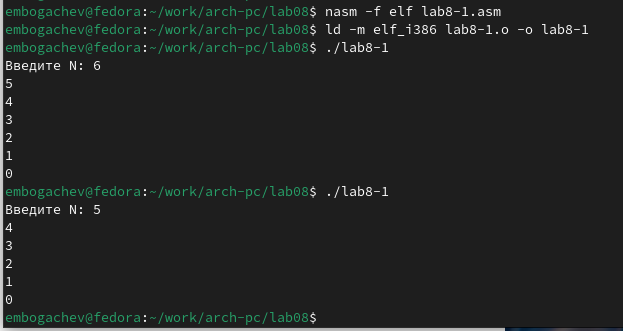 embogachev@fedora:~/work/arch-pc/lab08$ nasm -f elf lab8-1.asm
embogachev@fedora:~/work/arch-pc/lab08$ ld -m elf_i386 lab8-1.o -o lab8-1
embogachev@fedora:~/work/arch-pc/lab08$ ./lab8-1
Введите N: 6
5
4
3
2
1
0
embogachev@fedora:~/work/arch-pc/lab08$ ./lab8-1
Введите N: 5
4
3
2
1
0
embogachev@fedora:~/work/arch-pc/lab08$